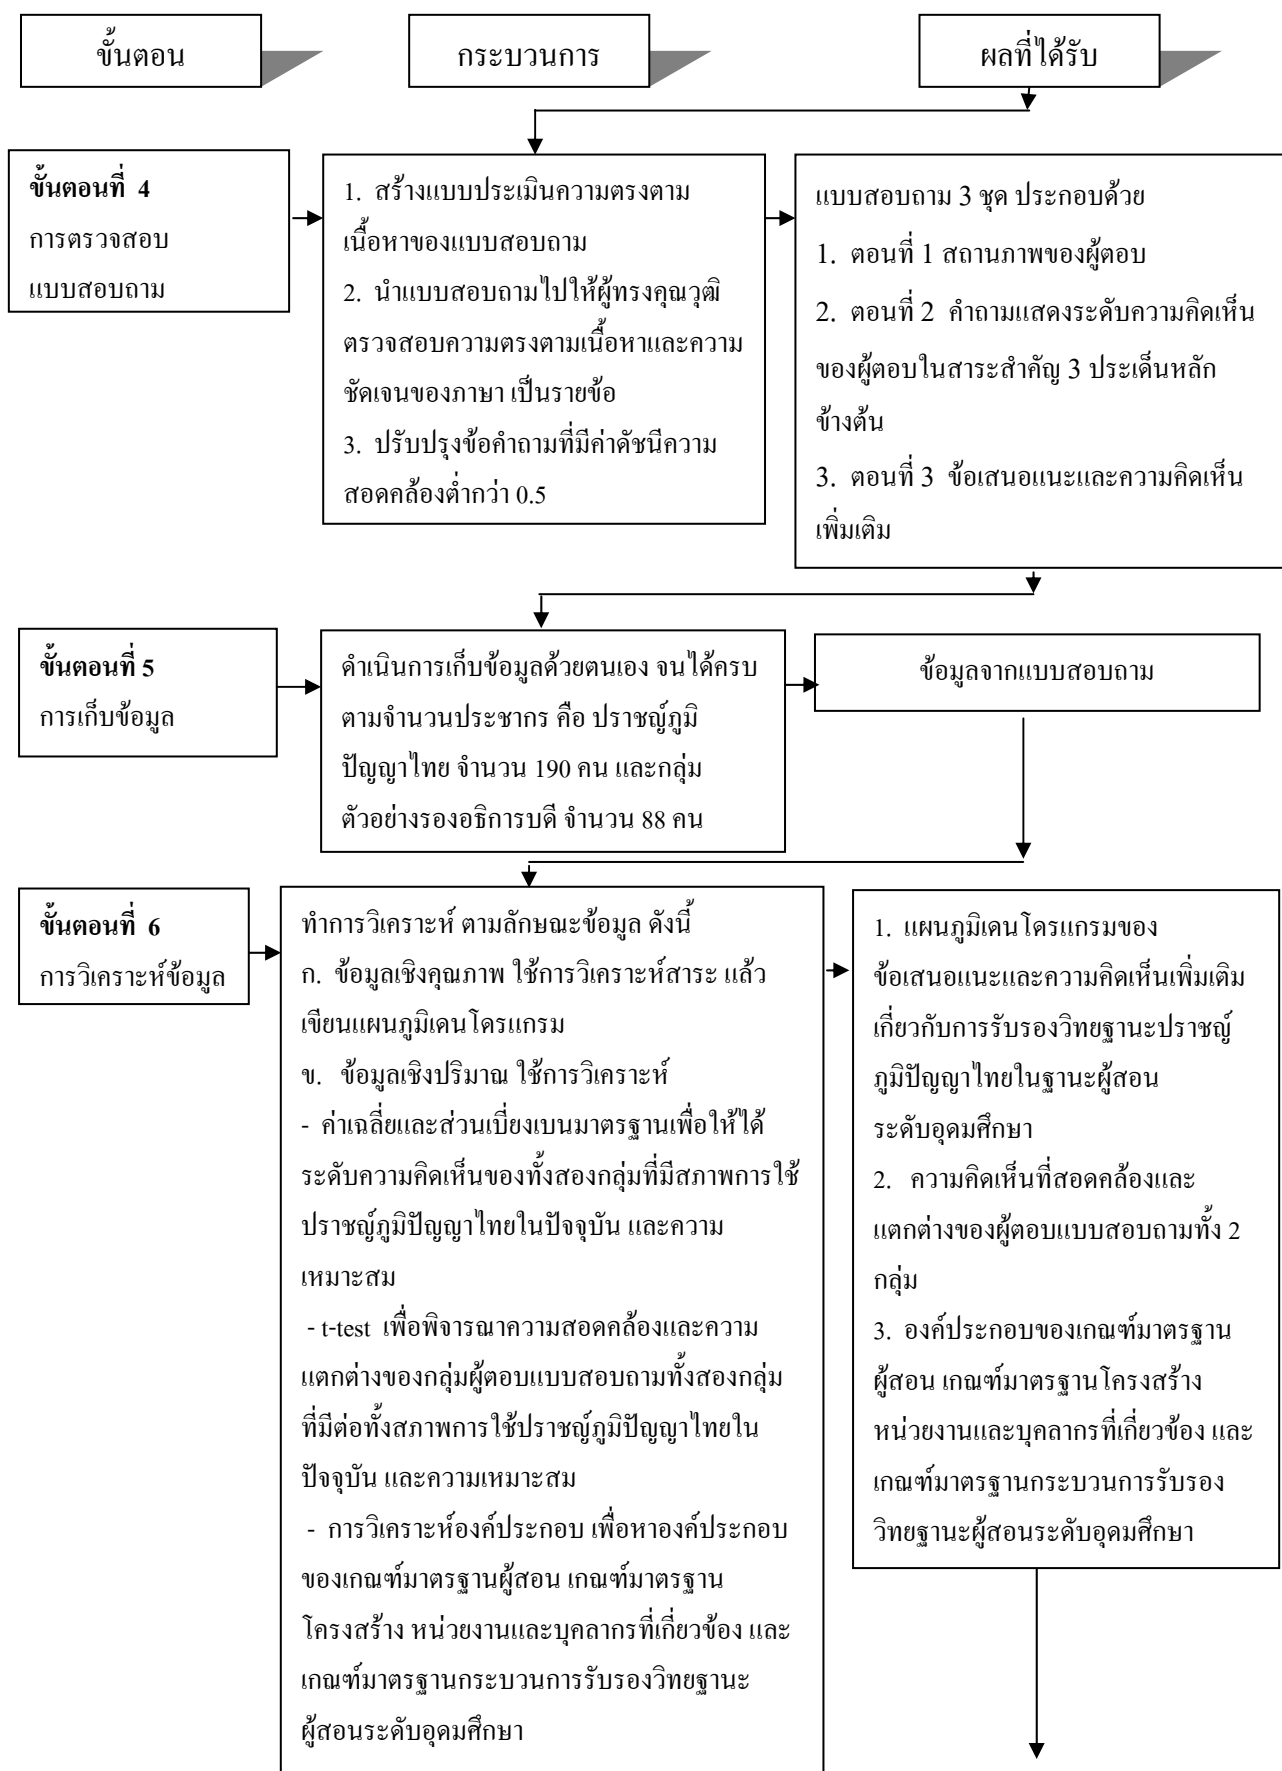 ขั้นตอน
กระบวนการ
ผลที่ได้รับ
ขั้นตอนที่ 4
การตรวจสอบ
แบบสอบถาม
1. สร้างแบบประเมินความตรงตาม
เนื้อหาของแบบสอบถาม
2. นำแบบสอบถามไปให้ผู้ทรงคุณวุฒิ
ตรวจสอบความตรงตามเนื้อหาและความ
ชัดเจนของภาษา เป็นรายข้อ
3. ปรับปรุงข้อคำถามที่มีค่าดัชนีความ
สอดคล้องต่ำกว่า 0.5
แบบสอบถาม 3 ชุด ประกอบด้วย
1. ตอนที่ 1 สถานภาพของผู้ตอบ
2. ตอนที่ 2 คำถามแสดงระดับความคิดเห็น
ของผู้ตอบในสาระสำคัญ 3 ประเด็นหลัก
ข้างต้น
3. ตอนที่ 3 ข้อเสนอแนะและความคิดเห็น
เพิ่มเติม
ขั้นตอนที่ 5
การเก็บข้อมูล
ดำเนินการเก็บข้อมูลด้วยตนเอง จนได้ครบ
ตามจำนวนประชากร คือ ปราชญ์ภูมิ
ปัญญาไทย จำนวน 190 คน และกลุ่ม
ตัวอย่างรองอธิการบดี จำนวน 88 คน
ข้อมูลจากแบบสอบถาม
ขั้นตอนที่ 6
การวิเคราะห์ข้อมูล
ทำการวิเคราะห์ ตามลักษณะข้อมูล ดังนี้
ก. ข้อมูลเชิงคุณภาพ ใช้การวิเคราะห์สาระ แล้ว
เขียนแผนภูมิเดนโดรแกรม
ข. ข้อมูลเชิงปริมาณ ใช้การวิเคราะห์
- ค่าเฉลี่ยและส่วนเบี่ยงเบนมาตรฐานเพื่อให้ได้
ระดับความคิดเห็นของทั้งสองกลุ่มที่มีสภาพการใช้
ปราชญ์ภูมิปัญญาไทยในปัจจุบัน และความ
เหมาะสม
- t-test เพื่อพิจารณาความสอดคล้องและความ
แตกต่างของกลุ่มผู้ตอบแบบสอบถามทั้งสองกลุ่ม
ที่มีต่อทั้งสภาพการใช้ปราชญ์ภูมิปัญญาไทยใน
ปัจจุบัน และความเหมาะสม
- การวิเคราะห์องค์ประกอบ เพื่อหาองค์ประกอบ
ของเกณฑ์มาตรฐานผู้สอน เกณฑ์มาตรฐาน
โครงสร้าง หน่วยงานและบุคลากรที่เกี่ยวข้อง และ
เกณฑ์มาตรฐานกระบวนการรับรองวิทยฐานะ
ผู้สอนระดับอุดมศึกษา
1. แผนภูมิเดนโดรแกรมของ
ข้อเสนอแนะและความคิดเห็นเพิ่มเติม
เกี่ยวกับการรับรองวิทยฐานะปราชญ์
ภูมิปัญญาไทยในฐานะผู้สอน
ระดับอุดมศึกษา
2. ความคิดเห็นที่สอดคล้องและ
แตกต่างของผู้ตอบแบบสอบถามทั้ง 2
กลุ่ม
3. องค์ประกอบของเกณฑ์มาตรฐาน
ผู้สอน เกณฑ์มาตรฐานโครงสร้าง
หน่วยงานและบุคลากรที่เกี่ยวข้อง และ
เกณฑ์มาตรฐานกระบวนการรับรอง
วิทยฐานะผู้สอนระดับอุดมศึกษา